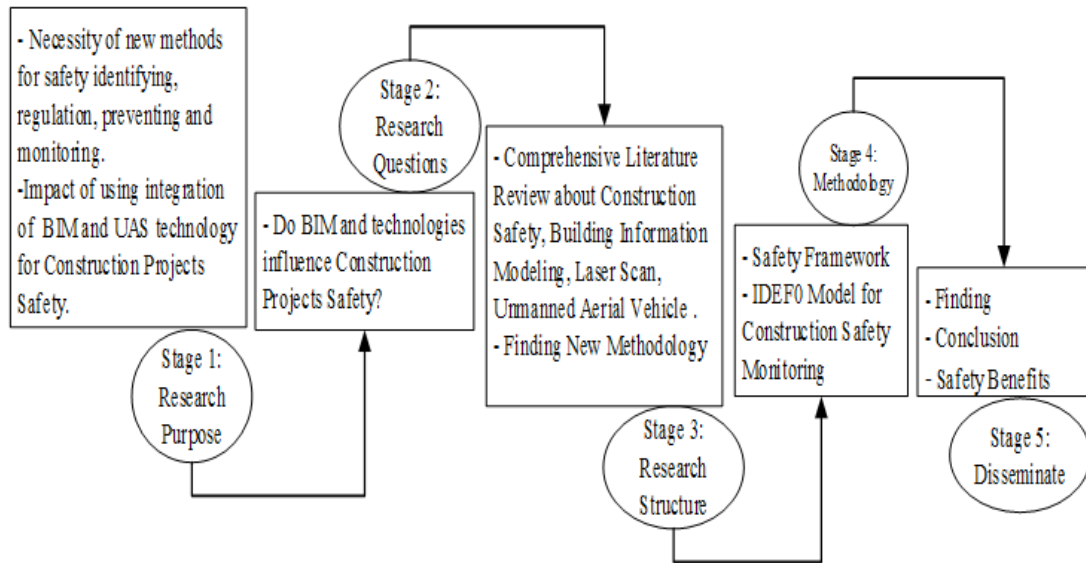 - Necessity of new methods
for safety identifying,
regulation, preventing and
monitoring.
-Impact of using integration
of BIM and UAS technology
for Construction Projects
Safety.
Stage 1:
Research
Purpose
Stage 2:
Research
Questions
- Do BIM and technologies
influence Construction
Projects Safety?
- Comprehensive Literature
Review about Construction
Safety, Building Information
Modeling, Laser Scan,
Unmanned Aerial Vehicle .
- Finding New Methodology
Stage 3:
Research
Structure
Stage 4:
Methodology
- Safety Framework
- IDEF0 Model for
Construction Safety
Monitoring
- Finding
- Conclusion
- Safety Benefits
Stage 5:
Disseminate